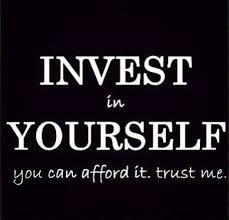 INVEST
in
YOURSELF
you can afford it. trust me.